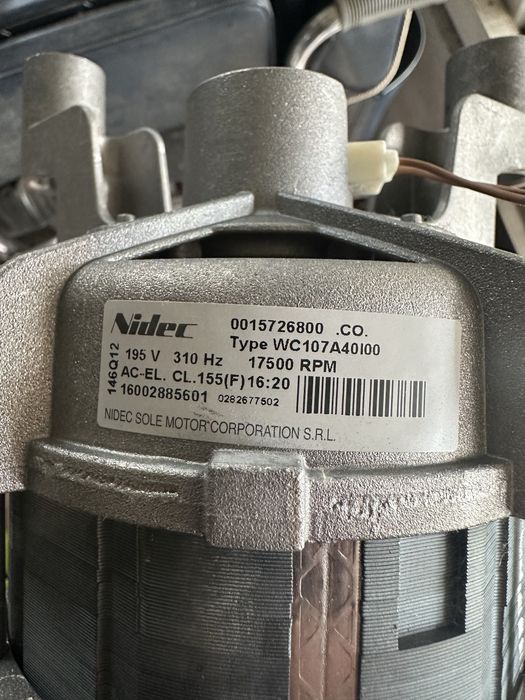 Nidec 0015726800 .CO.
Type WC107A40I00
195 V 310 Hz 17500 RPM
AC-EL. CL.155(F) 16:20
16002885601 0282677502
NIDEC SOLE MOTOR CORPORATION S.R.L.
146Q12